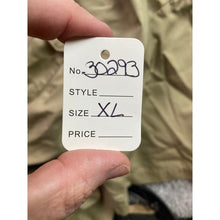 No. 30293
STYLE
SIZE XL
PRICE